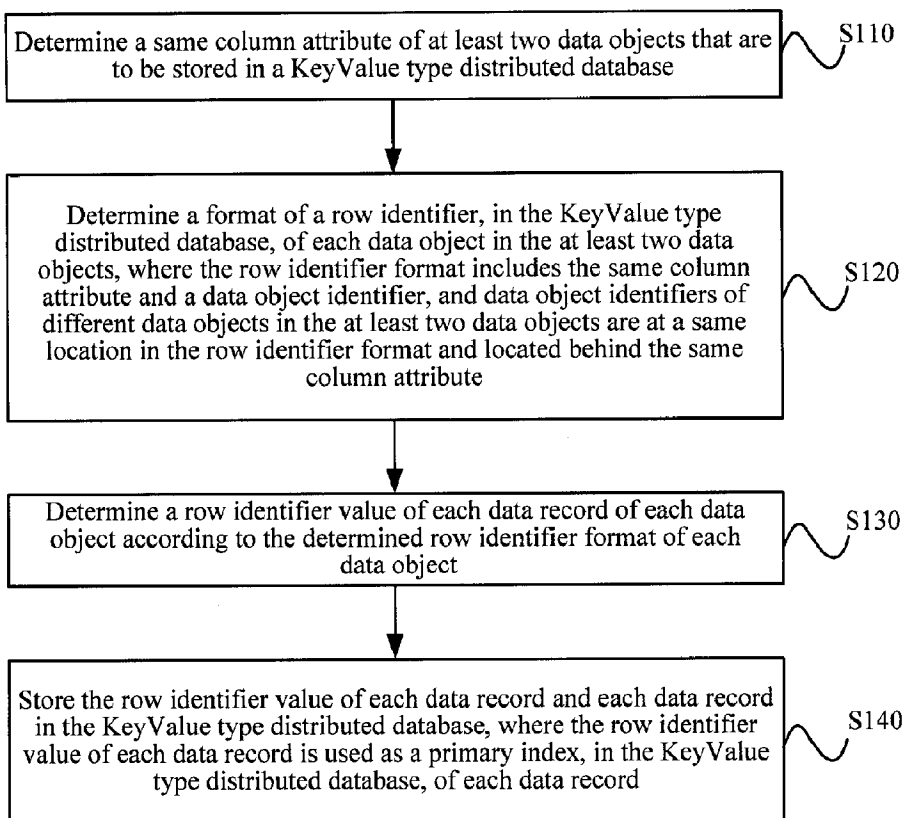 Determine a same column attribute of at least two data objects that are
to be stored in a KeyValue type distributed database
S110
Determine a format of a row identifier, in the KeyValue type
distributed database, of each data object in the at least two data
objects, where the row identifier format includes the same column
attribute and a data object identifier, and data object identifiers of
different data objects in the at least two data objects are at a same
location in the row identifier format and located behind the same
column attribute
S120
Determine a row identifier value of each data record of each data
object according to the determined row identifier format of each
data object
S130
Store the row identifier value of each data record and each data record
in the KeyValue type distributed database, where the row identifier
value of each data record is used as a primary index, in the KeyValue
type distributed database, of each data record
S140